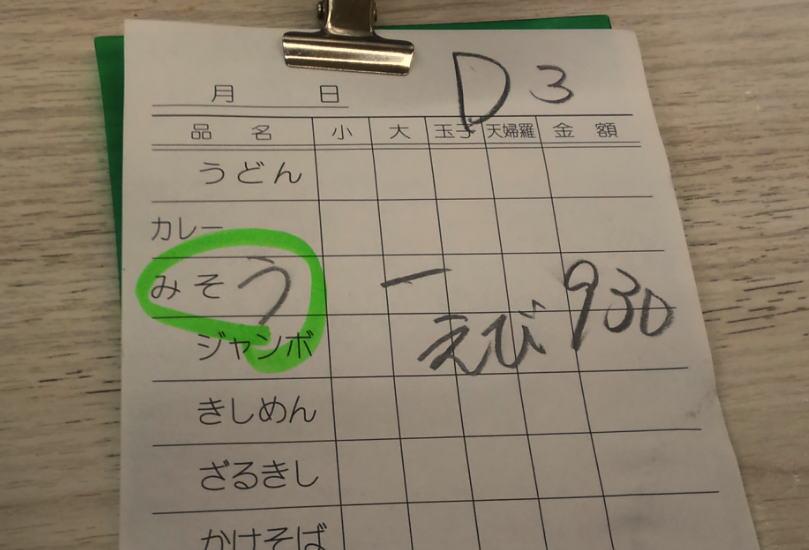 D3
月 日
品名 小 大 玉子 天婦羅 金額
うどん
カレー
みそ う 一 930
ジャンボ えび
きしめん
ざるきし
かけそば